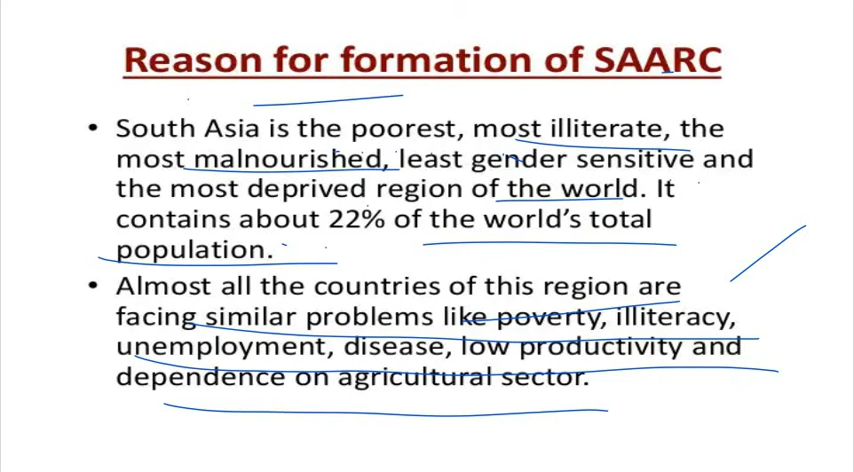 Reason for formation of SAARC
• South Asia is the poorest, most illiterate, the
most malnourished, least gender sensitive and
the most deprived region of the world. It
contains about 22% of the world's total
population.
• Almost all the countries of this region are
facing similar problems like poverty, illiteracy,
unemployment, disease, low productivity and
dependence on agricultural sector.